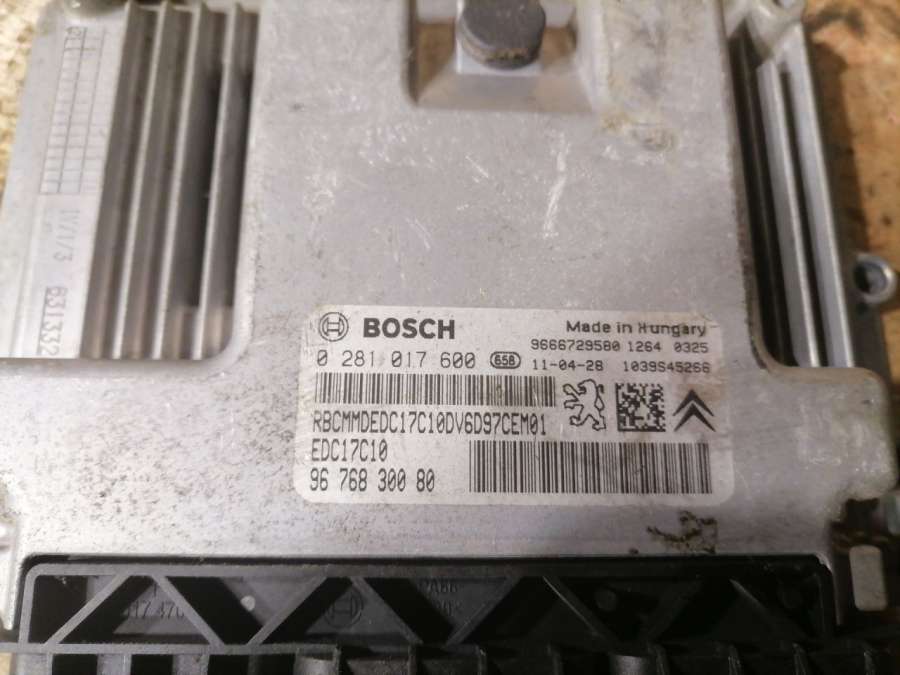 BOSCH
Made in Hungary
9666729580 1264 0325
0 281 017 600 658 11-04-28 1039S45266
RBCMMDEDC17C10DV6D97CEM01
EDC17C10
96 768 300 80